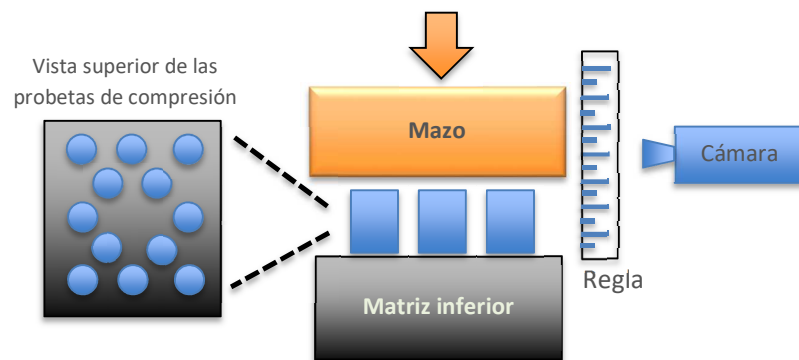 Vista superior de las
probetas de compresión
Mazo
Cámara
Regla
Matriz inferior